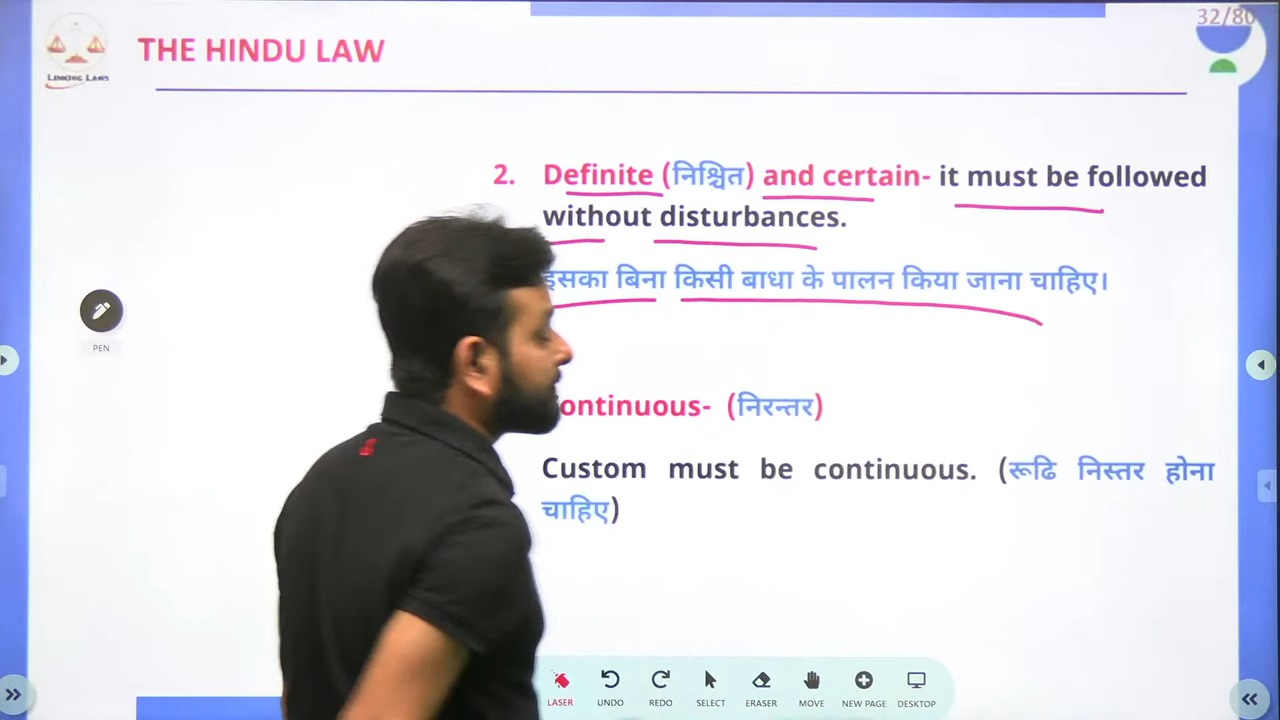 32/80
THE HINDU LAW
LINKING LAWS
2. Definite (निश्चित) and certain- it must be followed
without disturbances.
इसका बिना किसी बाधा के पालन किया जाना चाहिए।
ontinuous- (निरन्तर)
Custom must be continuous. (रूढि निस्तर होना
चाहिए)
PEN
LASER UNDO REDO SELECT ERASER MOVE NEW PAGE DESKTOP